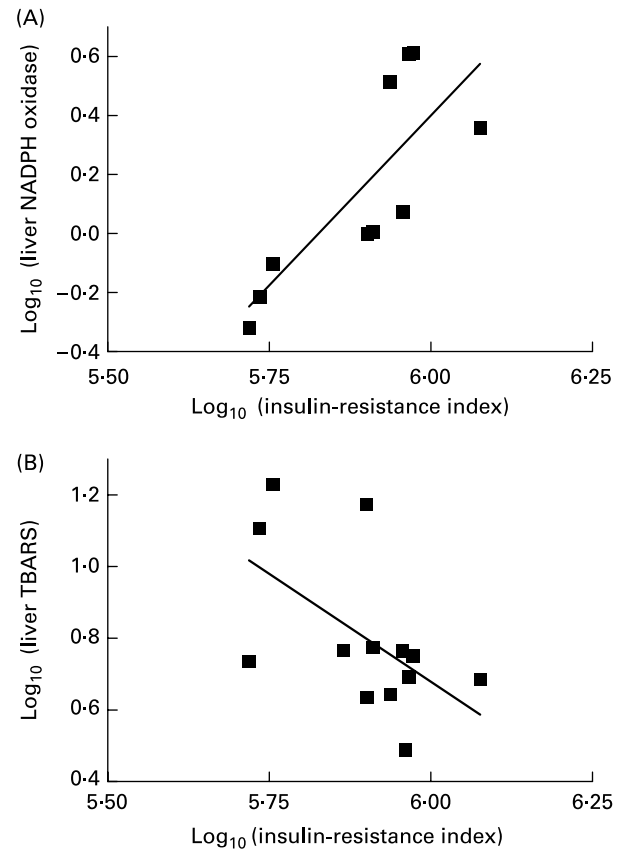 (A)
Log₁₀ (liver NADPH oxidase)
0·6
0·4
0·2
0·0
−0·2
−0·4
5·50 5·75 6·00 6·25
Log₁₀ (insulin-resistance index)
(B)
Log₁₀ (liver TBARS)
1·2
1·0
0·8
0·6
0·4
5·50 5·75 6·00 6·25
Log₁₀ (insulin-resistance index)